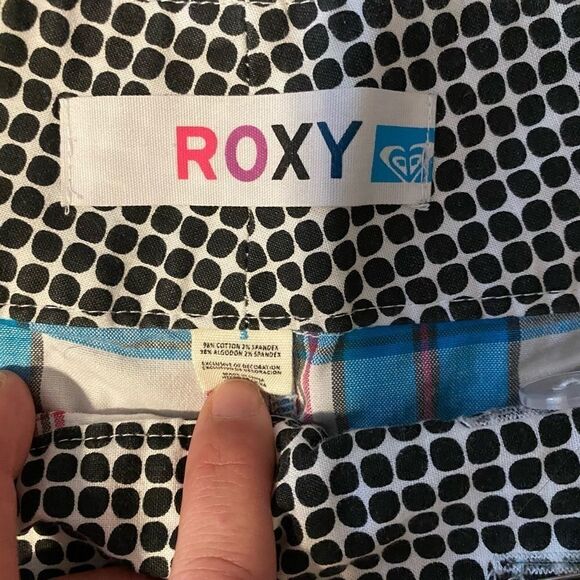 ROXY
3
98% COTTON 2% SPANDEX
98% ALGODON 2% SPANDEX
EXCLUSIVE OF DECORATION